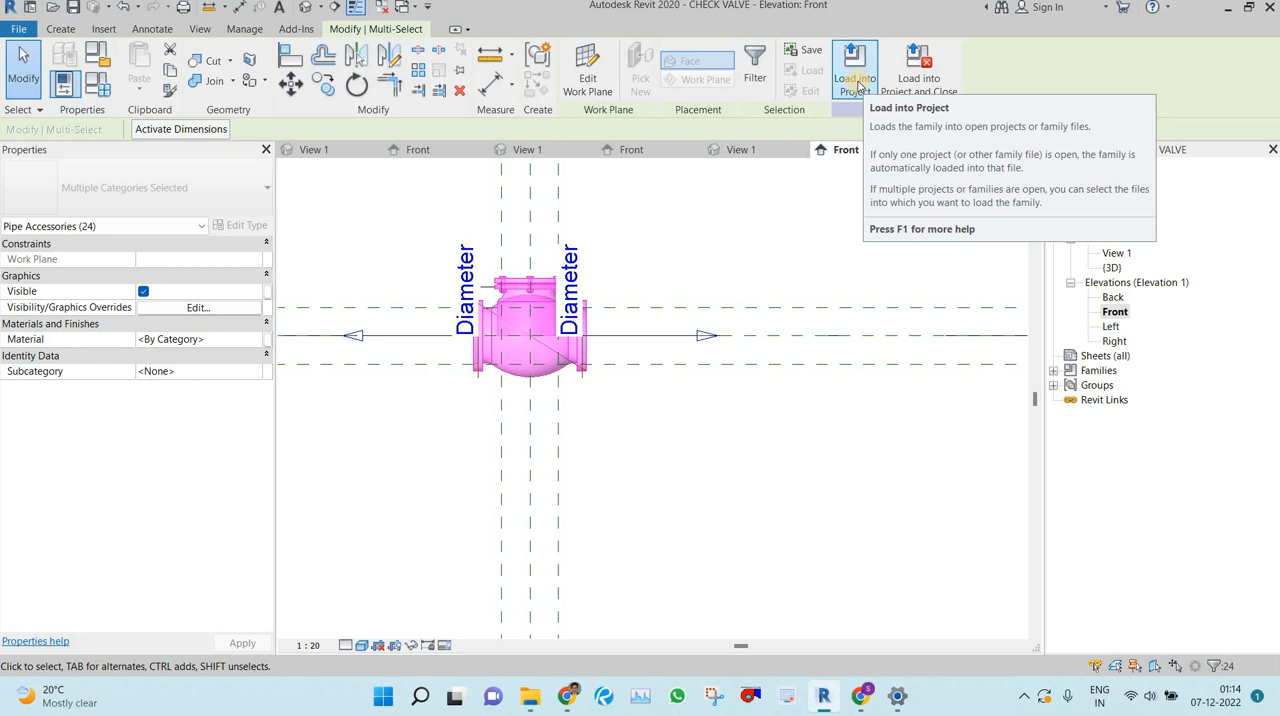 Autodesk Revit 2020 - CHECK VALVE - Elevation: Front
Sign In
File Create Insert Annotate View Manage Add-Ins Modify | Multi-Select
Modify
Paste
Cut
Join
Edit
Work Plane
Pick
New
Face
Work Plane
Filter
Save
Load
Edit
Load into
Project
Load into
Project and Close
Select Properties Clipboard Geometry Modify Measure Create Work Plane Placement Selection
Modify | Multi-Select Activate Dimensions
Load into Project
Loads the family into open projects or family files.
If only one project (or other family file) is open, the family is
automatically loaded into that file.
If multiple projects or families are open, you can select the files
into which you want to load the family.
Press F1 for more help
Properties
View 1 Front View 1 Front View 1 Front
VALVE
Multiple Categories Selected
Pipe Accessories (24) Edit Type
Constraints
Work Plane
Graphics
Visible
Visibility/Graphics Overrides Edit...
Materials and Finishes
Material <By Category>
Identity Data
Subcategory <None>
Diameter
Diameter
View 1
{3D}
Elevations (Elevation 1)
Back
Front
Left
Right
Sheets (all)
Families
Groups
Revit Links
Properties help Apply
1 : 20
Click to select, TAB for alternates, CTRL adds, SHIFT unselects.
:24
20°C
Mostly clear
ENG
IN
01:14
07-12-2022
1